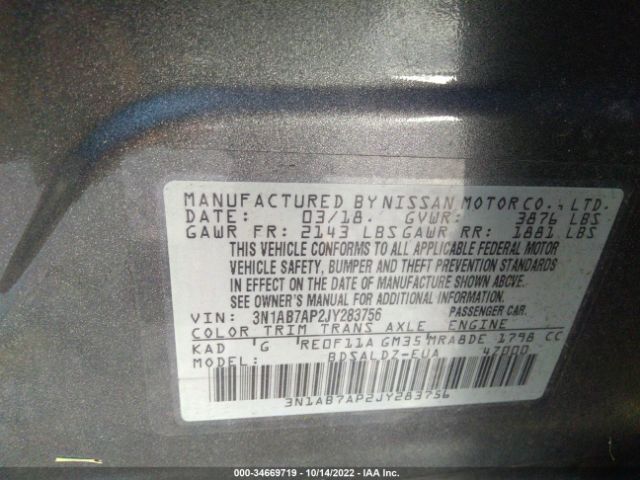 MANUFACTURED BY NISSAN MOTOR CO., LTD.
DATE: 03/18. GVWR: 3876 LBS
GAWR FR: 2143 LBS GAWR RR: 1881 LBS
THIS VEHICLE CONFORMS TO ALL APPLICABLE FEDERAL MOTOR
VEHICLE SAFETY, BUMPER AND THEFT PREVENTION STANDARDS
IN EFFECT ON THE DATE OF MANUFACTURE SHOWN ABOVE.
SEE OWNER'S MANUAL FOR ADDITIONAL INFORMATION.
VIN: 3N1AB7AP2JY283756 PASSENGER CAR.
COLOR TRIM TRANS AXLE ENGINE
KAD G RE0F11A GM35 MRA8DE 1798 CC
MODEL: BDSALDZ-EUA 47000
3N1AB7AP2JY283756
000-34669719 - 10/14/2022 - IAA Inc.